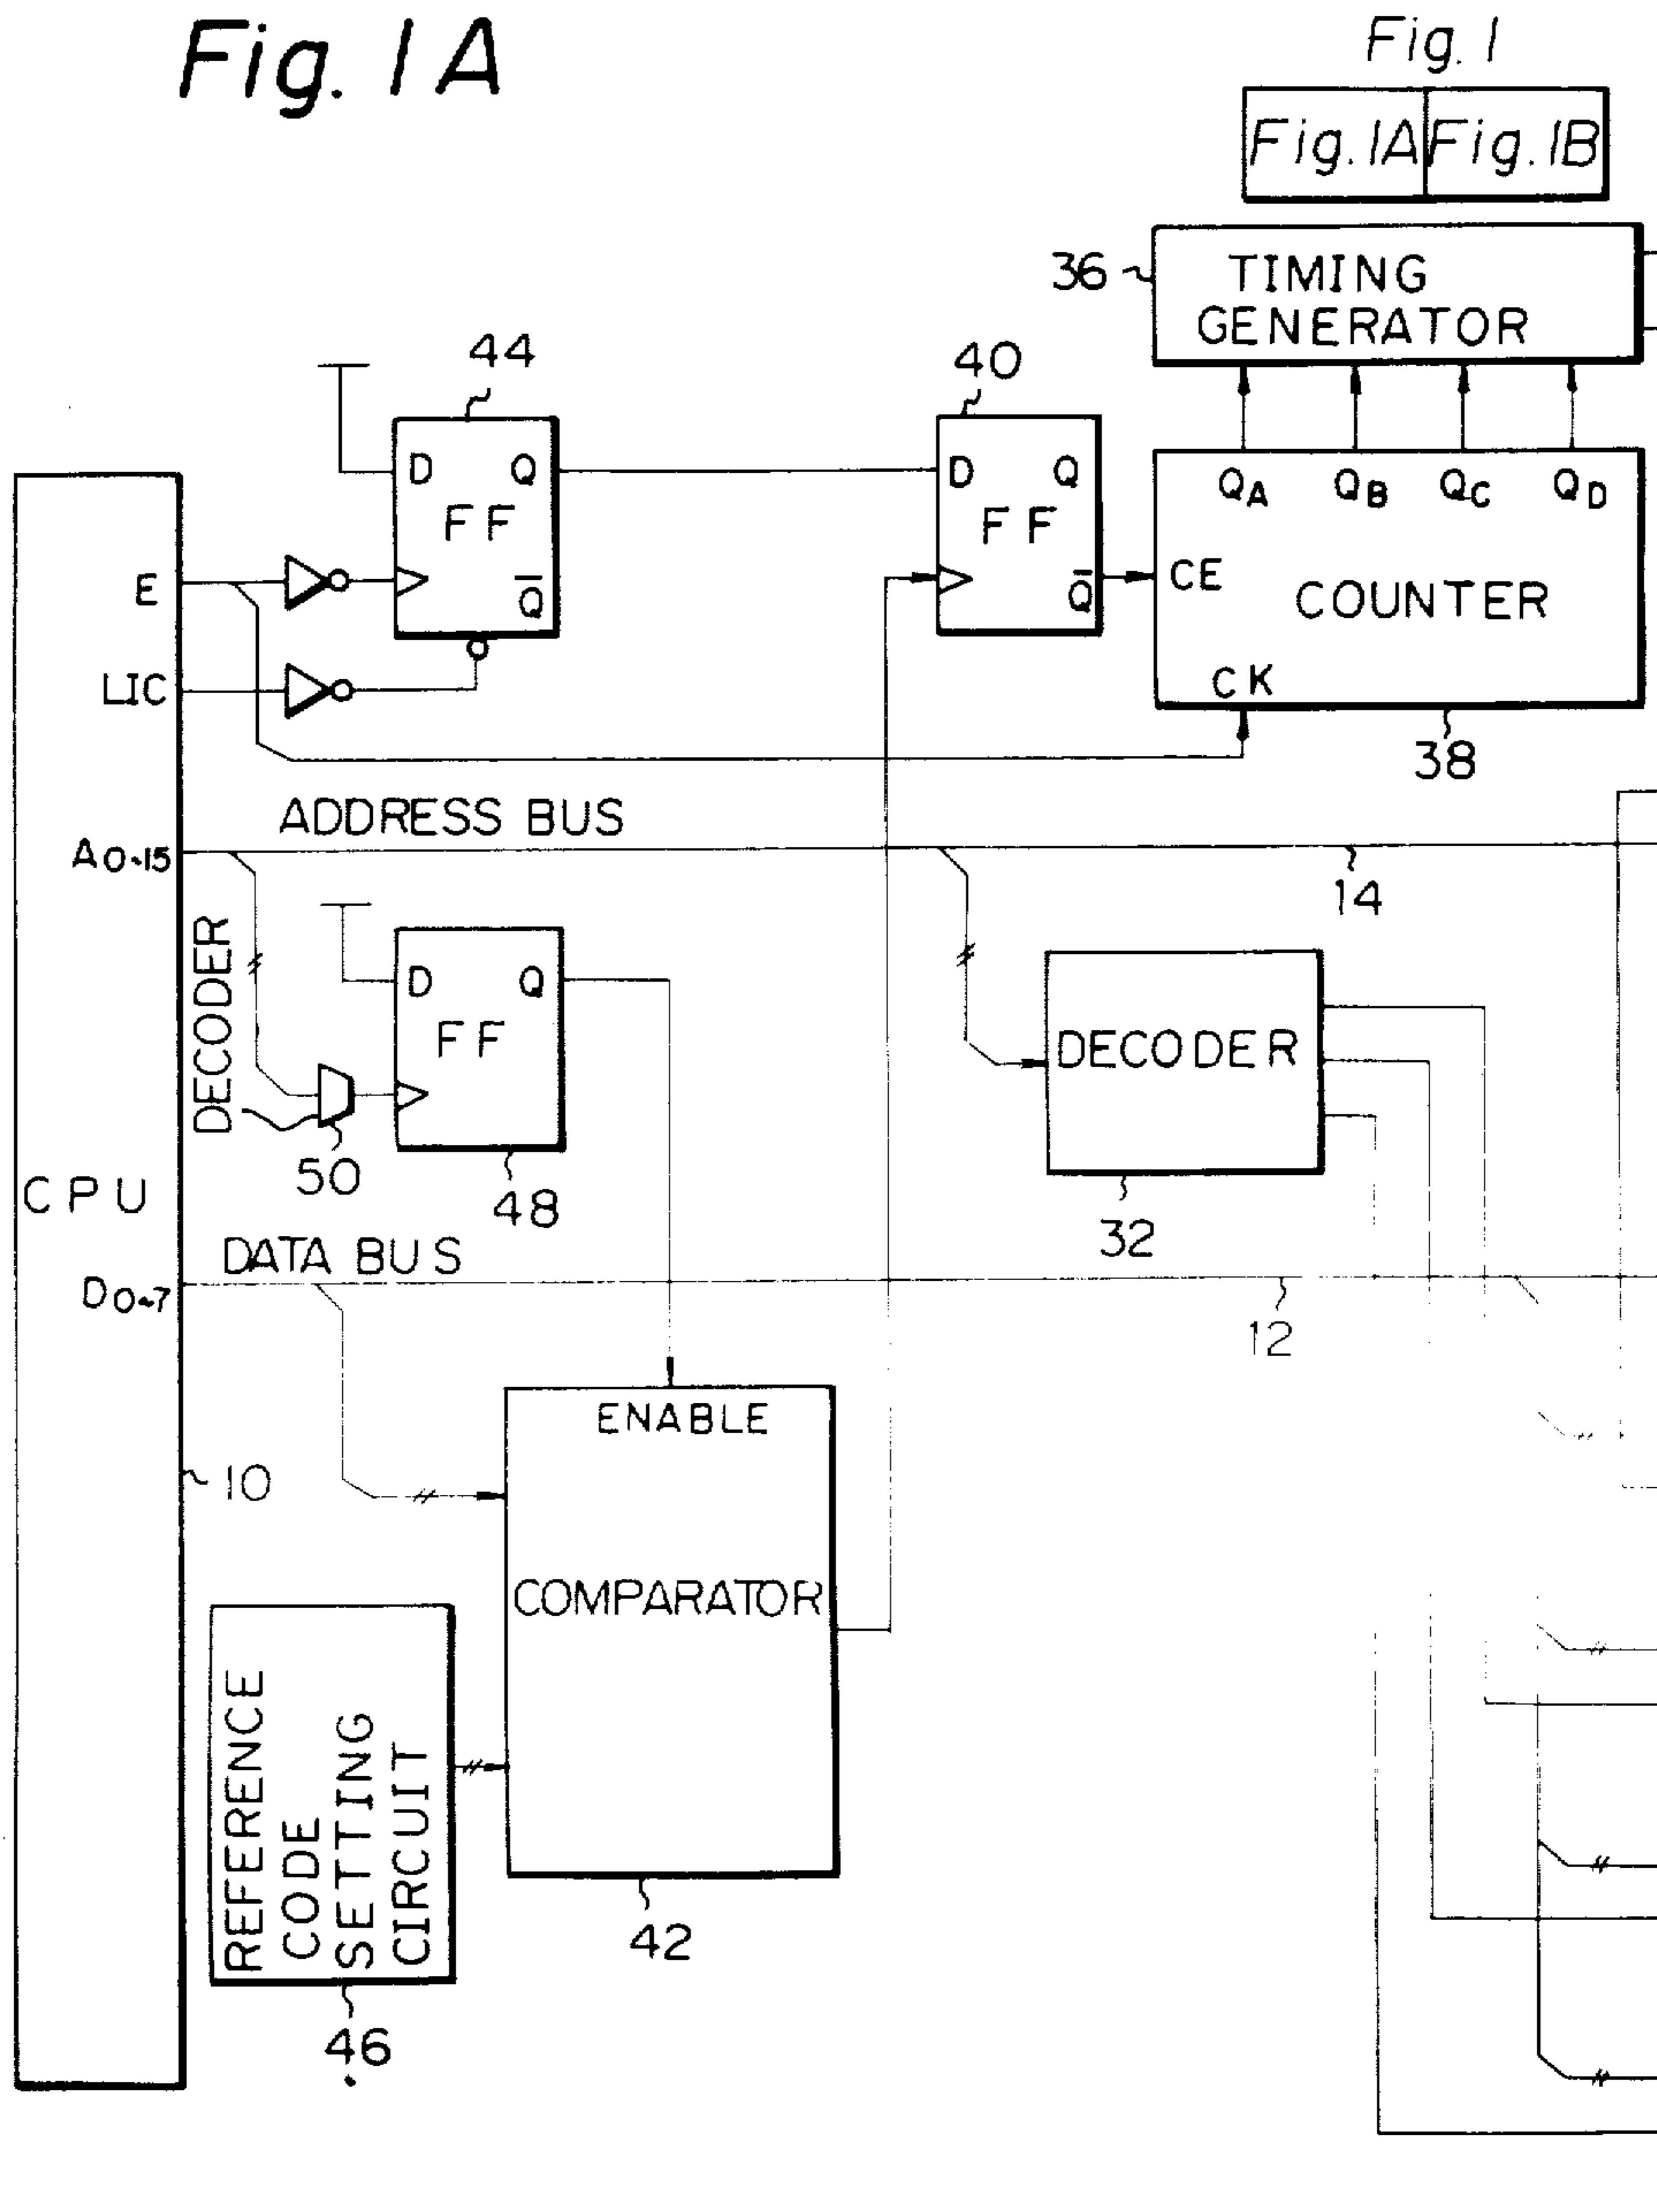 Fig. 1A
Fig. 1
Fig. 1A
Fig. 1B
36
TIMING
GENERATOR
44
40
D
Q
FF
Q̅
D
Q
FF
Q̅
QA
QB
QC
QD
CE
COUNTER
CK
38
E
LIC
ADDRESS BUS
A0-15
14
DECODER
D
Q
FF
50
48
DECODER
32
CPU
DATA BUS
D0-7
12
ENABLE
10
COMPARATOR
REFERENCE
CODE
SETTING
CIRCUIT
42
46